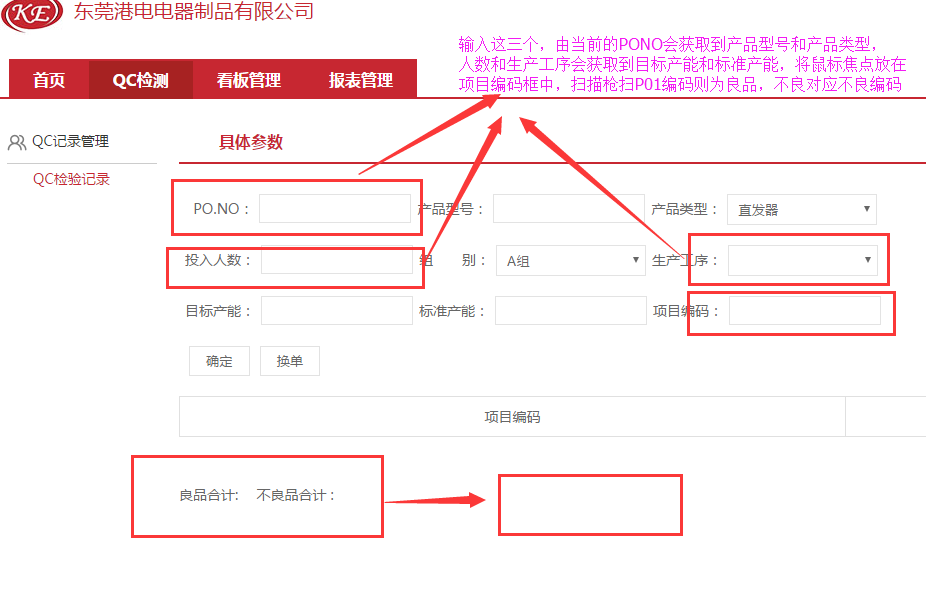 KE 东莞港电电器制品有限公司
输入这三个，由当前的PONO会获取到产品型号和产品类型，
人数和生产工序会获取到目标产能和标准产能，将鼠标焦点放在
项目编码框中，扫描枪扫P01编码则为良品，不良对应不良编码
首页 QC检测 看板管理 报表管理
QC记录管理
具体参数
QC检验记录
PO.NO： 产品型号： 产品类型： 直发器
投入人数： 组 别： A组 生产工序：
目标产能： 标准产能： 项目编码：
确定 换单
项目编码
良品合计: 不良品合计：